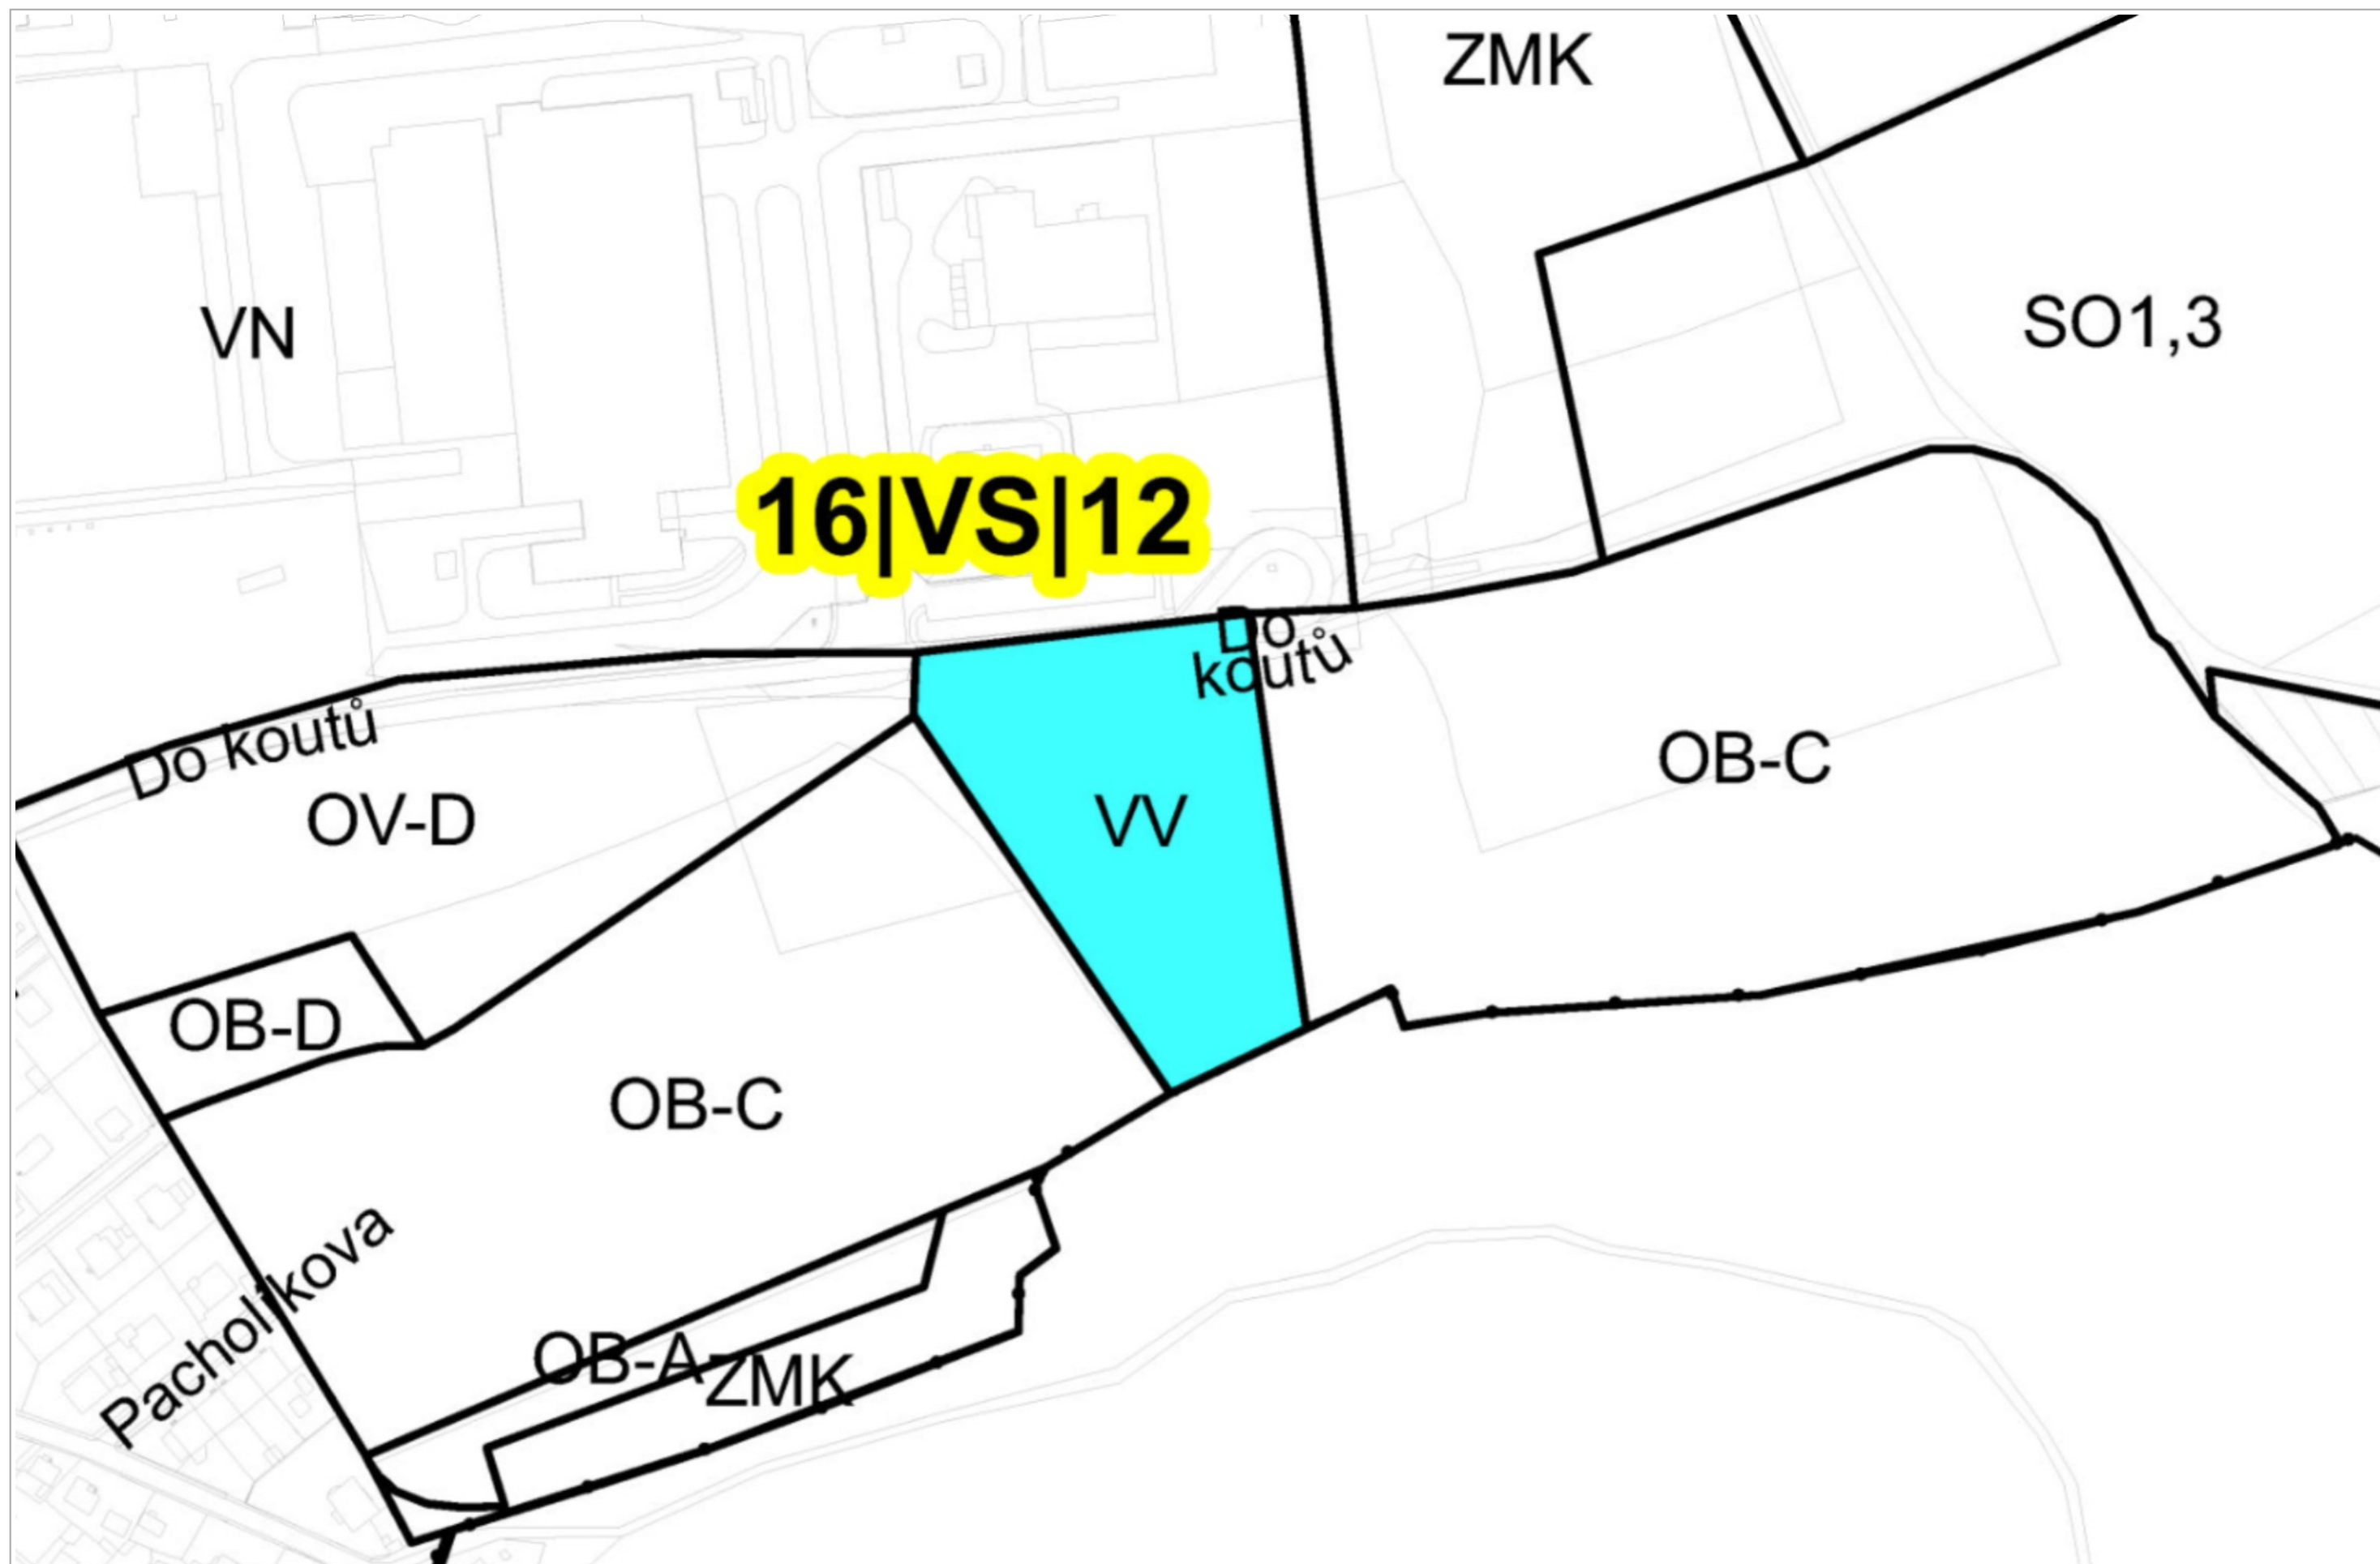 ZMK
VN
SO1,3
16|VS|12
Do
koutů
Do koutů
OB-C
OV-D
VV
OB-D
OB-C
Pacholíkova
OB-A
ZMK